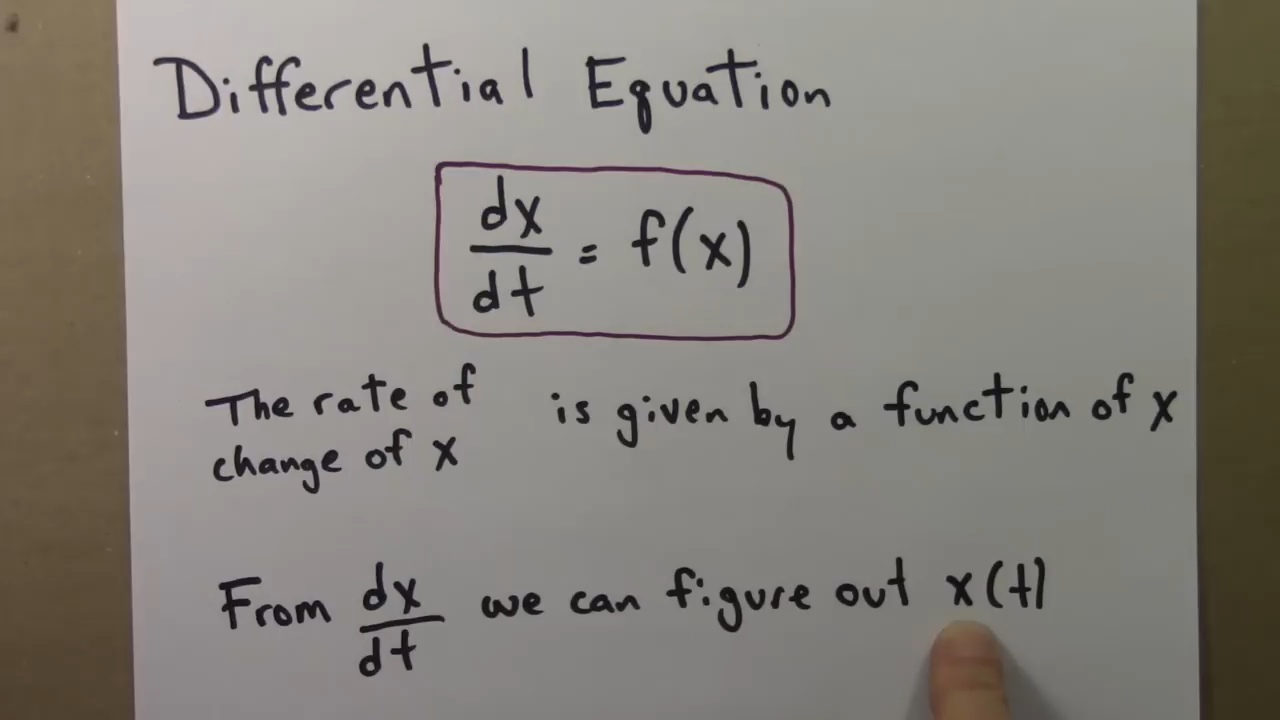 Differential Equation
dx/dt = f(x)
The rate of change of x is given by a function of x
From dx/dt we can figure out x(t)